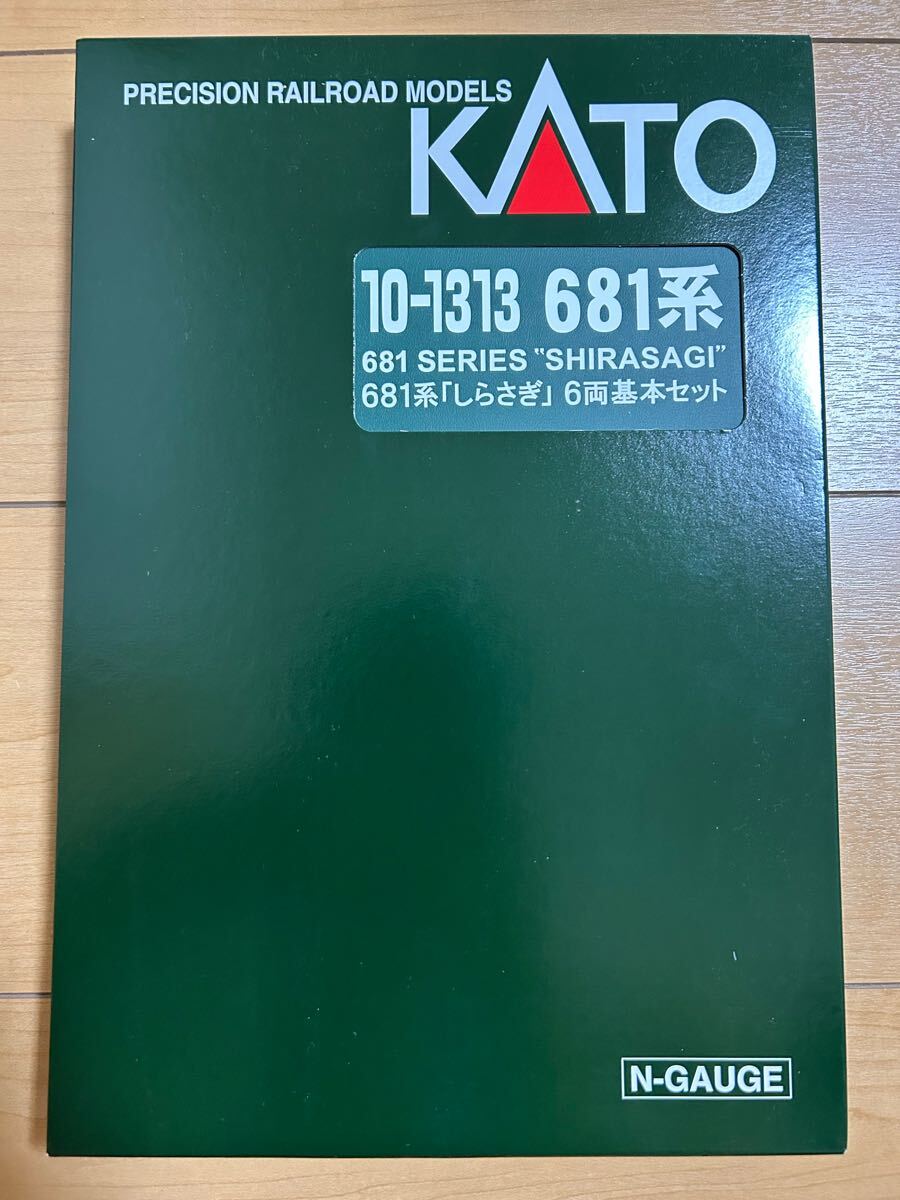 PRECISION RAILROAD MODELS
KATO
10-1313 681系
681 SERIES "SHIRASAGI"
681系「しらさぎ」 6両基本セット
N-GAUGE